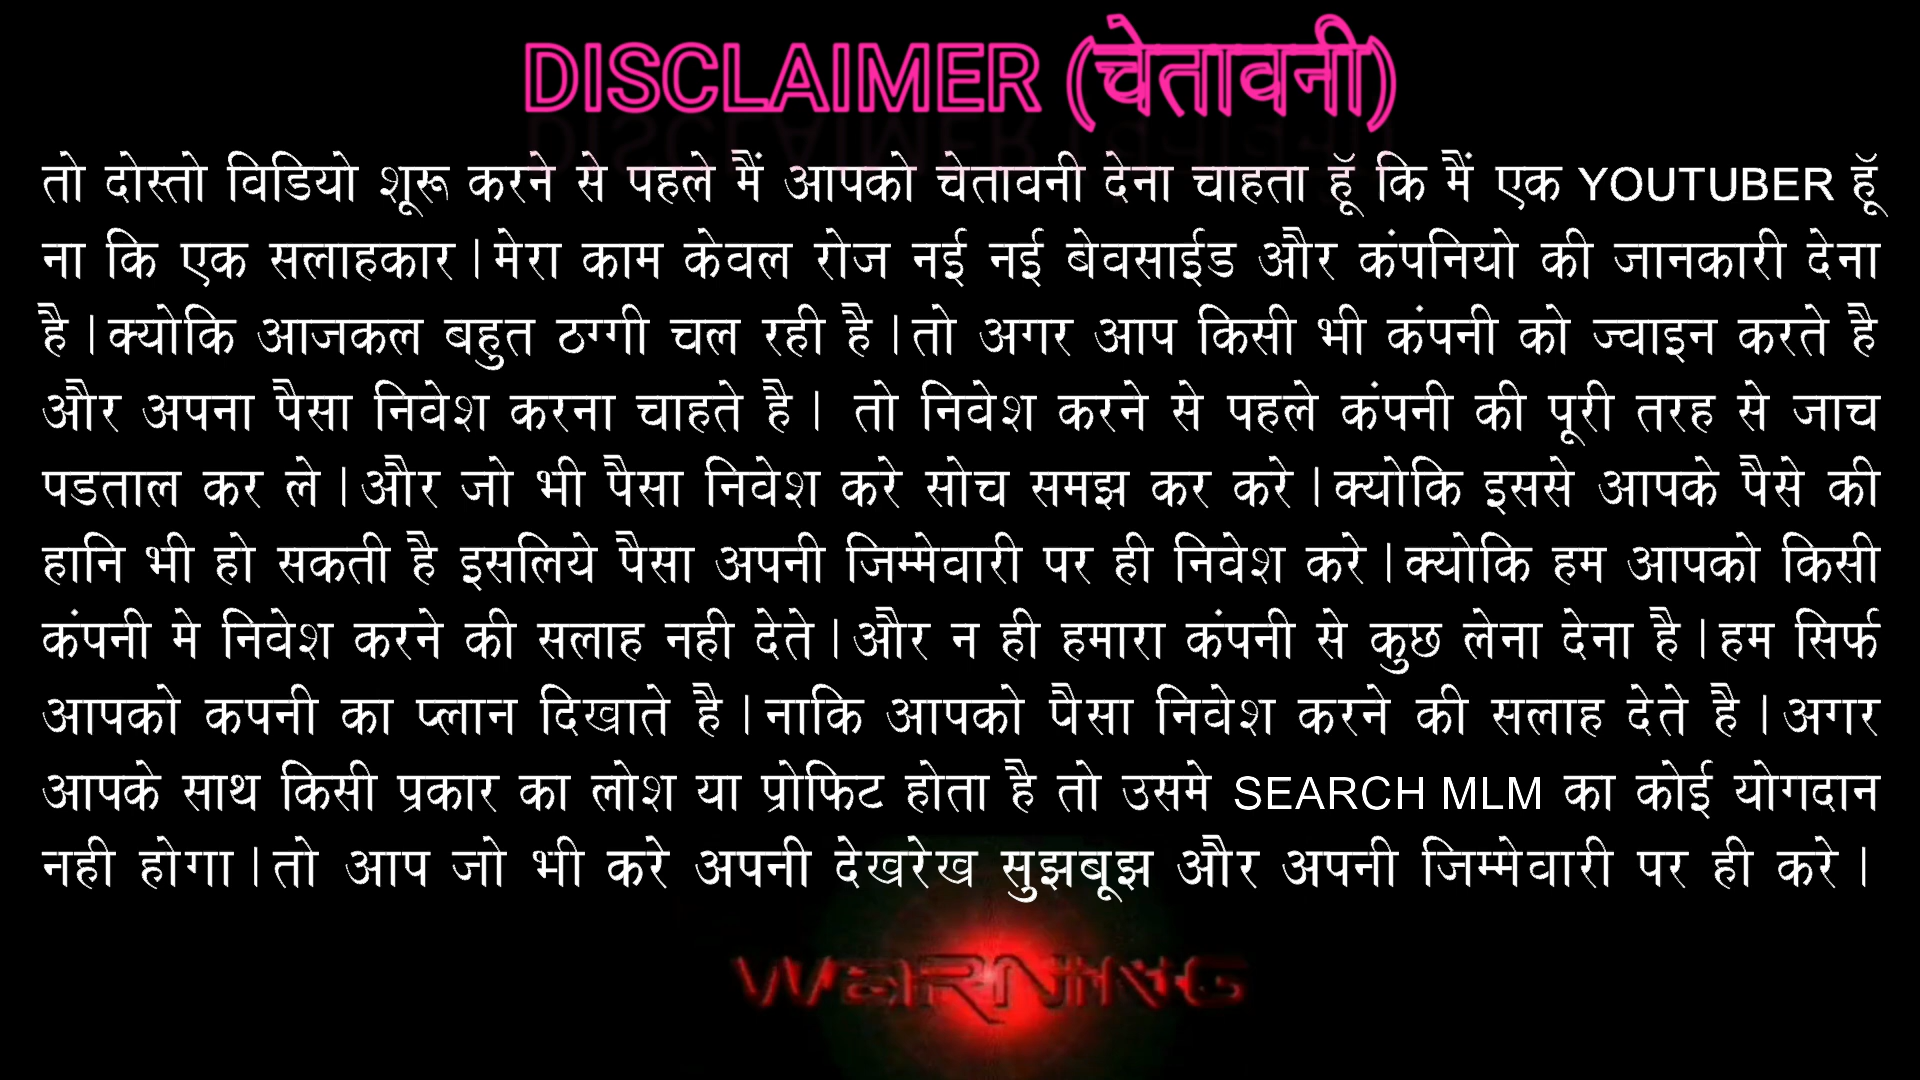 DISCLAIMER (चेतावनी)
तो दोस्तो विडियो शूरू करने से पहले मैं आपको चेतावनी देना चाहता हूॅ कि मैं एक YOUTUBER हूॅ
ना कि एक सलाहकार।मेरा काम केवल रोज नई नई बेवसाईड और कंपनियो की जानकारी देना
है।क्योकि आजकल बहुत ठग्गी चल रही है।तो अगर आप किसी भी कंपनी को ज्वाइन करते है
और अपना पैसा निवेश करना चाहते है। तो निवेश करने से पहले कंपनी की पूरी तरह से जाच
पडताल कर ले।और जो भी पैसा निवेश करे सोच समझ कर करे।क्योकि इससे आपके पैसे की
हानि भी हो सकती है इसलिये पैसा अपनी जिम्मेवारी पर ही निवेश करे।क्योकि हम आपको किसी
कंपनी मे निवेश करने की सलाह नही देते।और न ही हमारा कंपनी से कुछ लेना देना है।हम सिर्फ
आपको कपनी का प्लान दिखाते है।नाकि आपको पैसा निवेश करने की सलाह देते है।अगर
आपके साथ किसी प्रकार का लोश या प्रोफिट होता है तो उसमे SEARCH MLM का कोई योगदान
नही होगा।तो आप जो भी करे अपनी देखरेख सुझबूझ और अपनी जिम्मेवारी पर ही करे।
WARNING